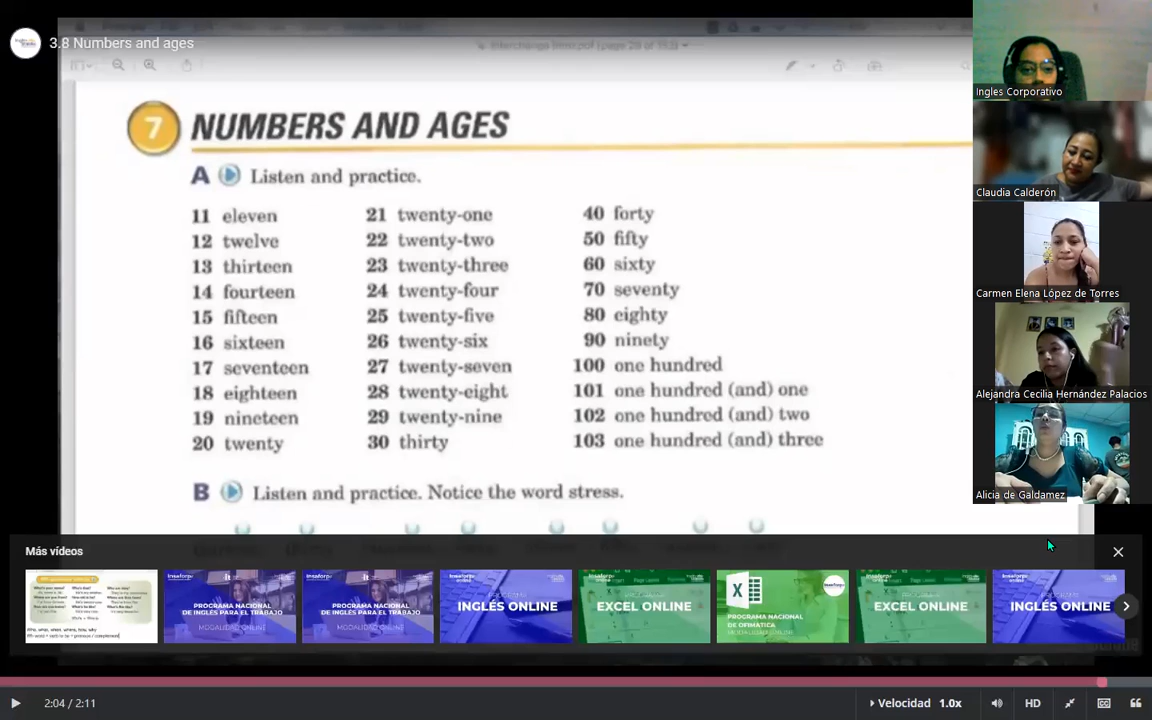 3.8 Numbers and ages
7 NUMBERS AND AGES
A Listen and practice.
11 eleven
12 twelve
13 thirteen
14 fourteen
15 fifteen
16 sixteen
17 seventeen
18 eighteen
19 nineteen
20 twenty
21 twenty-one
22 twenty-two
23 twenty-three
24 twenty-four
25 twenty-five
26 twenty-six
27 twenty-seven
28 twenty-eight
29 twenty-nine
30 thirty
40 forty
50 fifty
60 sixty
70 seventy
80 eighty
90 ninety
100 one hundred
101 one hundred (and) one
102 one hundred (and) two
103 one hundred (and) three
B Listen and practice. Notice the word stress.
Ingles Corporativo
Claudia Calderón
Carmen Elena López de Torres
Alejandra Cecilia Hernández Palacios
Alicia de Galdamez
Más vídeos
PROGRAMA NACIONAL
DE INGLÉS PARA EL TRABAJO
MODALIDAD ONLINE
PROGRAMA NACIONAL
DE INGLÉS PARA EL TRABAJO
MODALIDAD ONLINE
INGLÉS ONLINE
EXCEL ONLINE
PROGRAMA NACIONAL
DE OFIMÁTICA
MODALIDAD ONLINE
EXCEL ONLINE
INGLÉS ONLINE
2:04 / 2:11
Velocidad 1.0x
HD